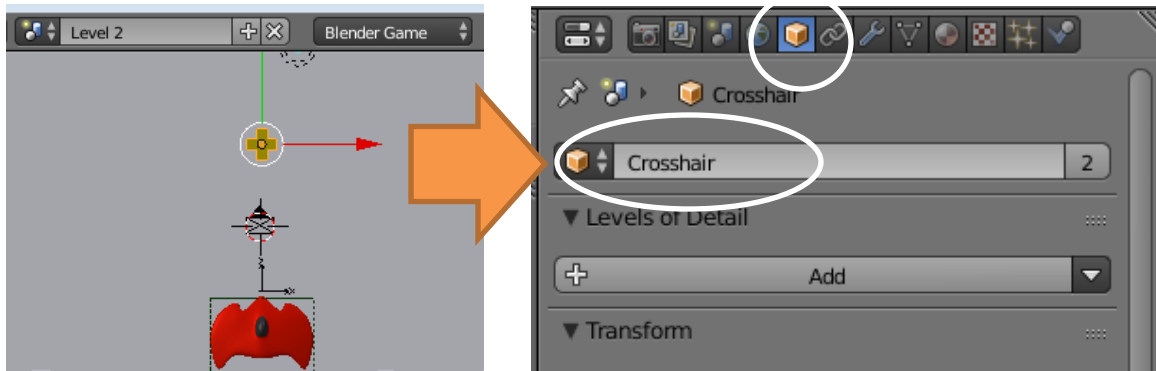 Level 2
Blender Game
Crosshair
Crosshair 2
Levels of Detail
Add
Transform